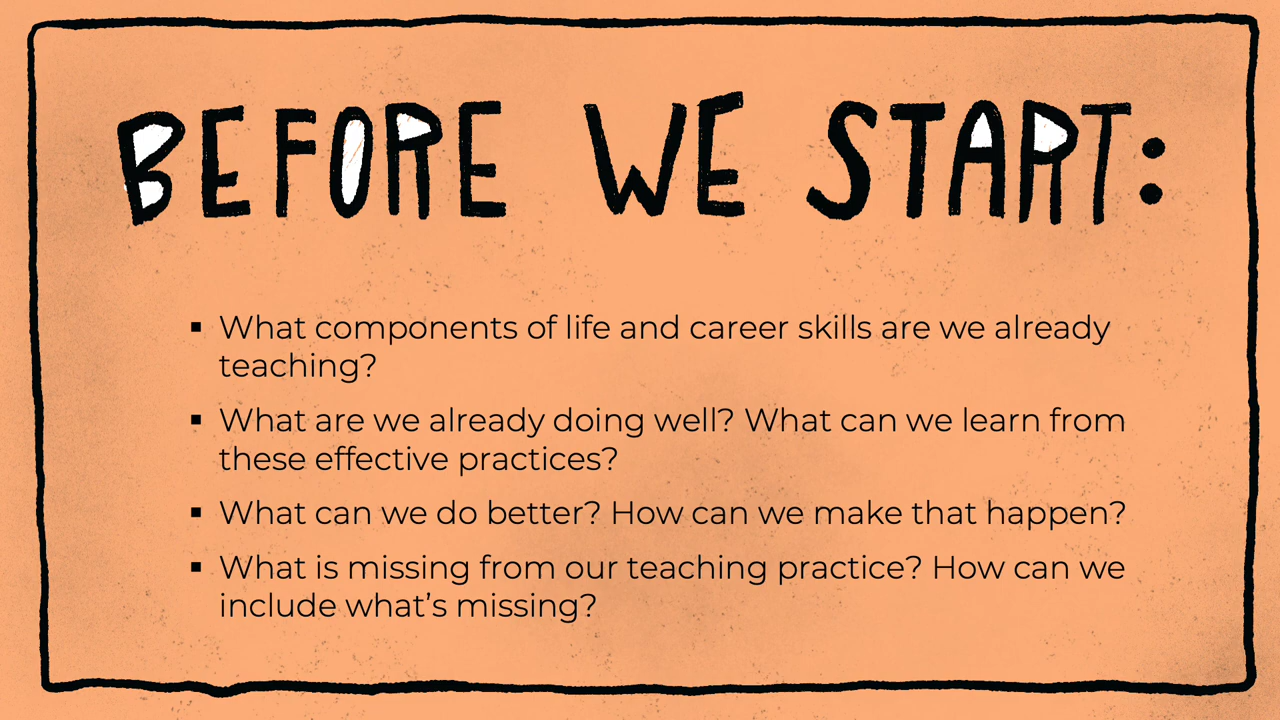 BEFORE WE START:
▪ What components of life and career skills are we already
teaching?
▪ What are we already doing well? What can we learn from
these effective practices?
▪ What can we do better? How can we make that happen?
▪ What is missing from our teaching practice? How can we
include what’s missing?